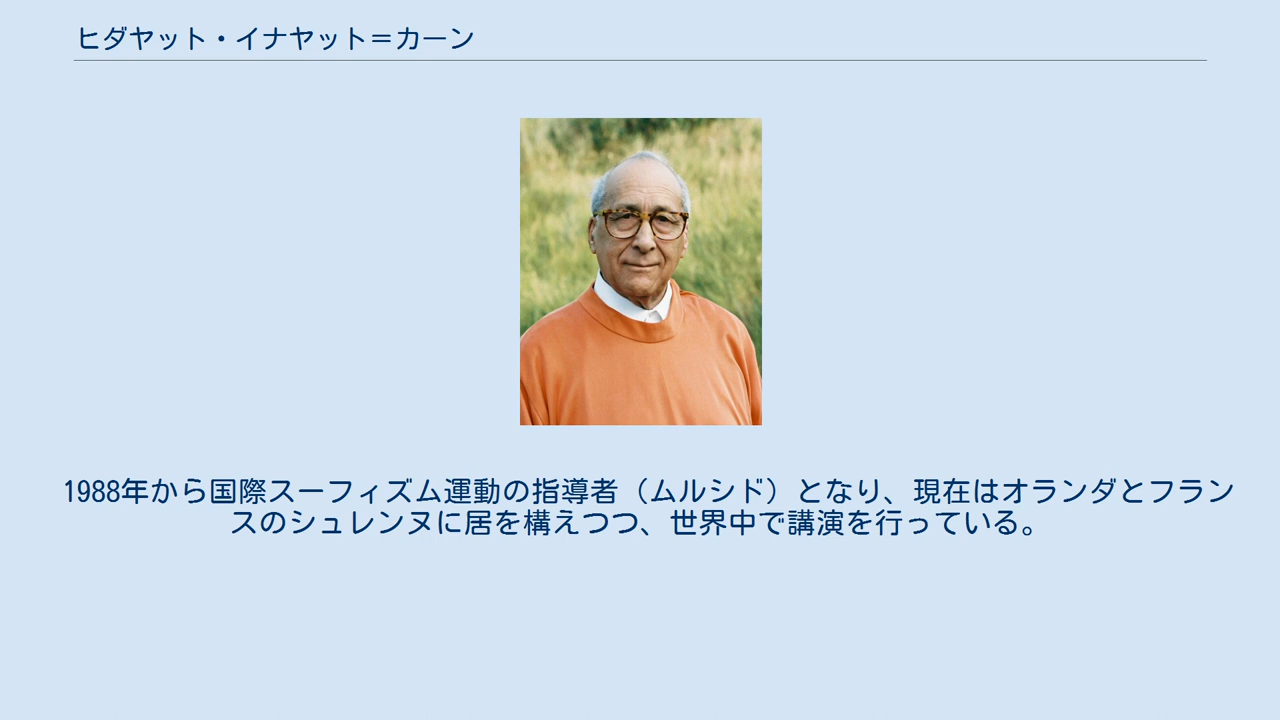 ヒダヤット・イナヤット＝カーン
1988年から国際スーフィズム運動の指導者（ムルシド）となり、現在はオランダとフラン
スのシュレンヌに居を構えつつ、世界中で講演を行っている。